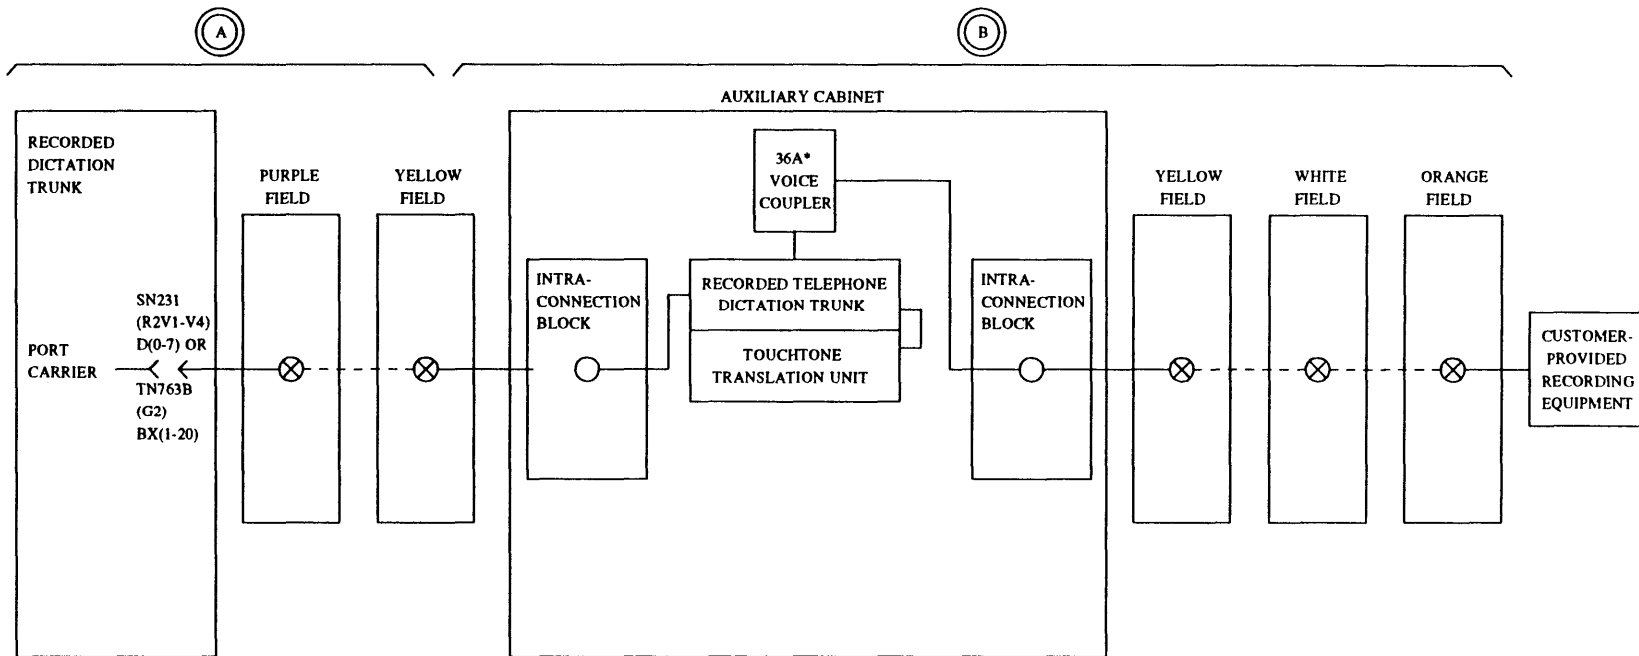 A
B
AUXILIARY CABINET
RECORDED
DICTATION
TRUNK
PORT
CARRIER
SN231
(R2V1-V4)
D(0-7) OR
TN763B
(G2)
BX(1-20)
PURPLE
FIELD
YELLOW
FIELD
INTRA-
CONNECTION
BLOCK
36A*
VOICE
COUPLER
RECORDED TELEPHONE
DICTATION TRUNK
TOUCHTONE
TRANSLATION UNIT
INTRA-
CONNECTION
BLOCK
YELLOW
FIELD
WHITE
FIELD
ORANGE
FIELD
CUSTOMER-
PROVIDED
RECORDING
EQUIPMENT